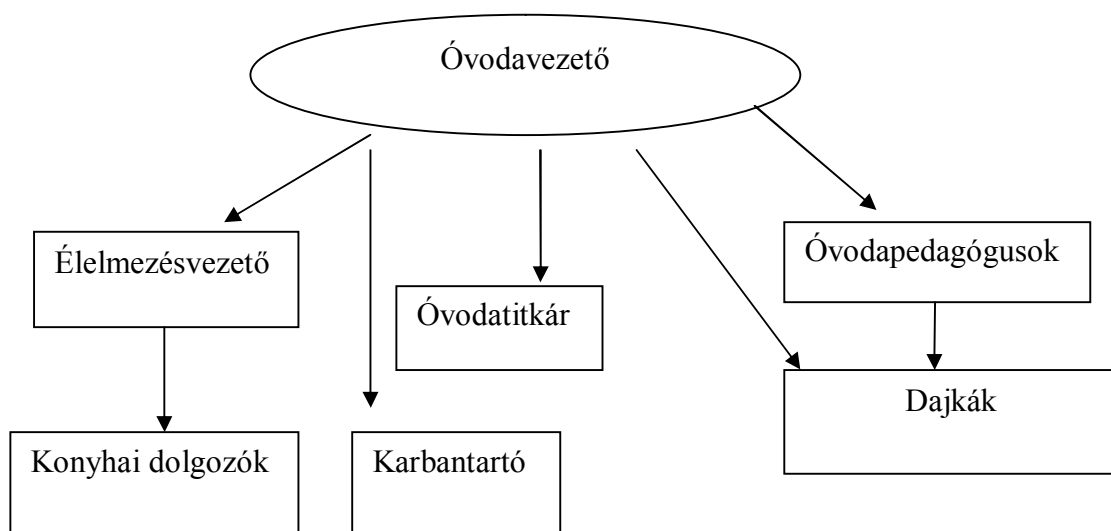 Óvodavezető
Élelmezésvezető
Óvodapedagógusok
Óvodatitkár
Dajkák
Konyhai dolgozók
Karbantartó